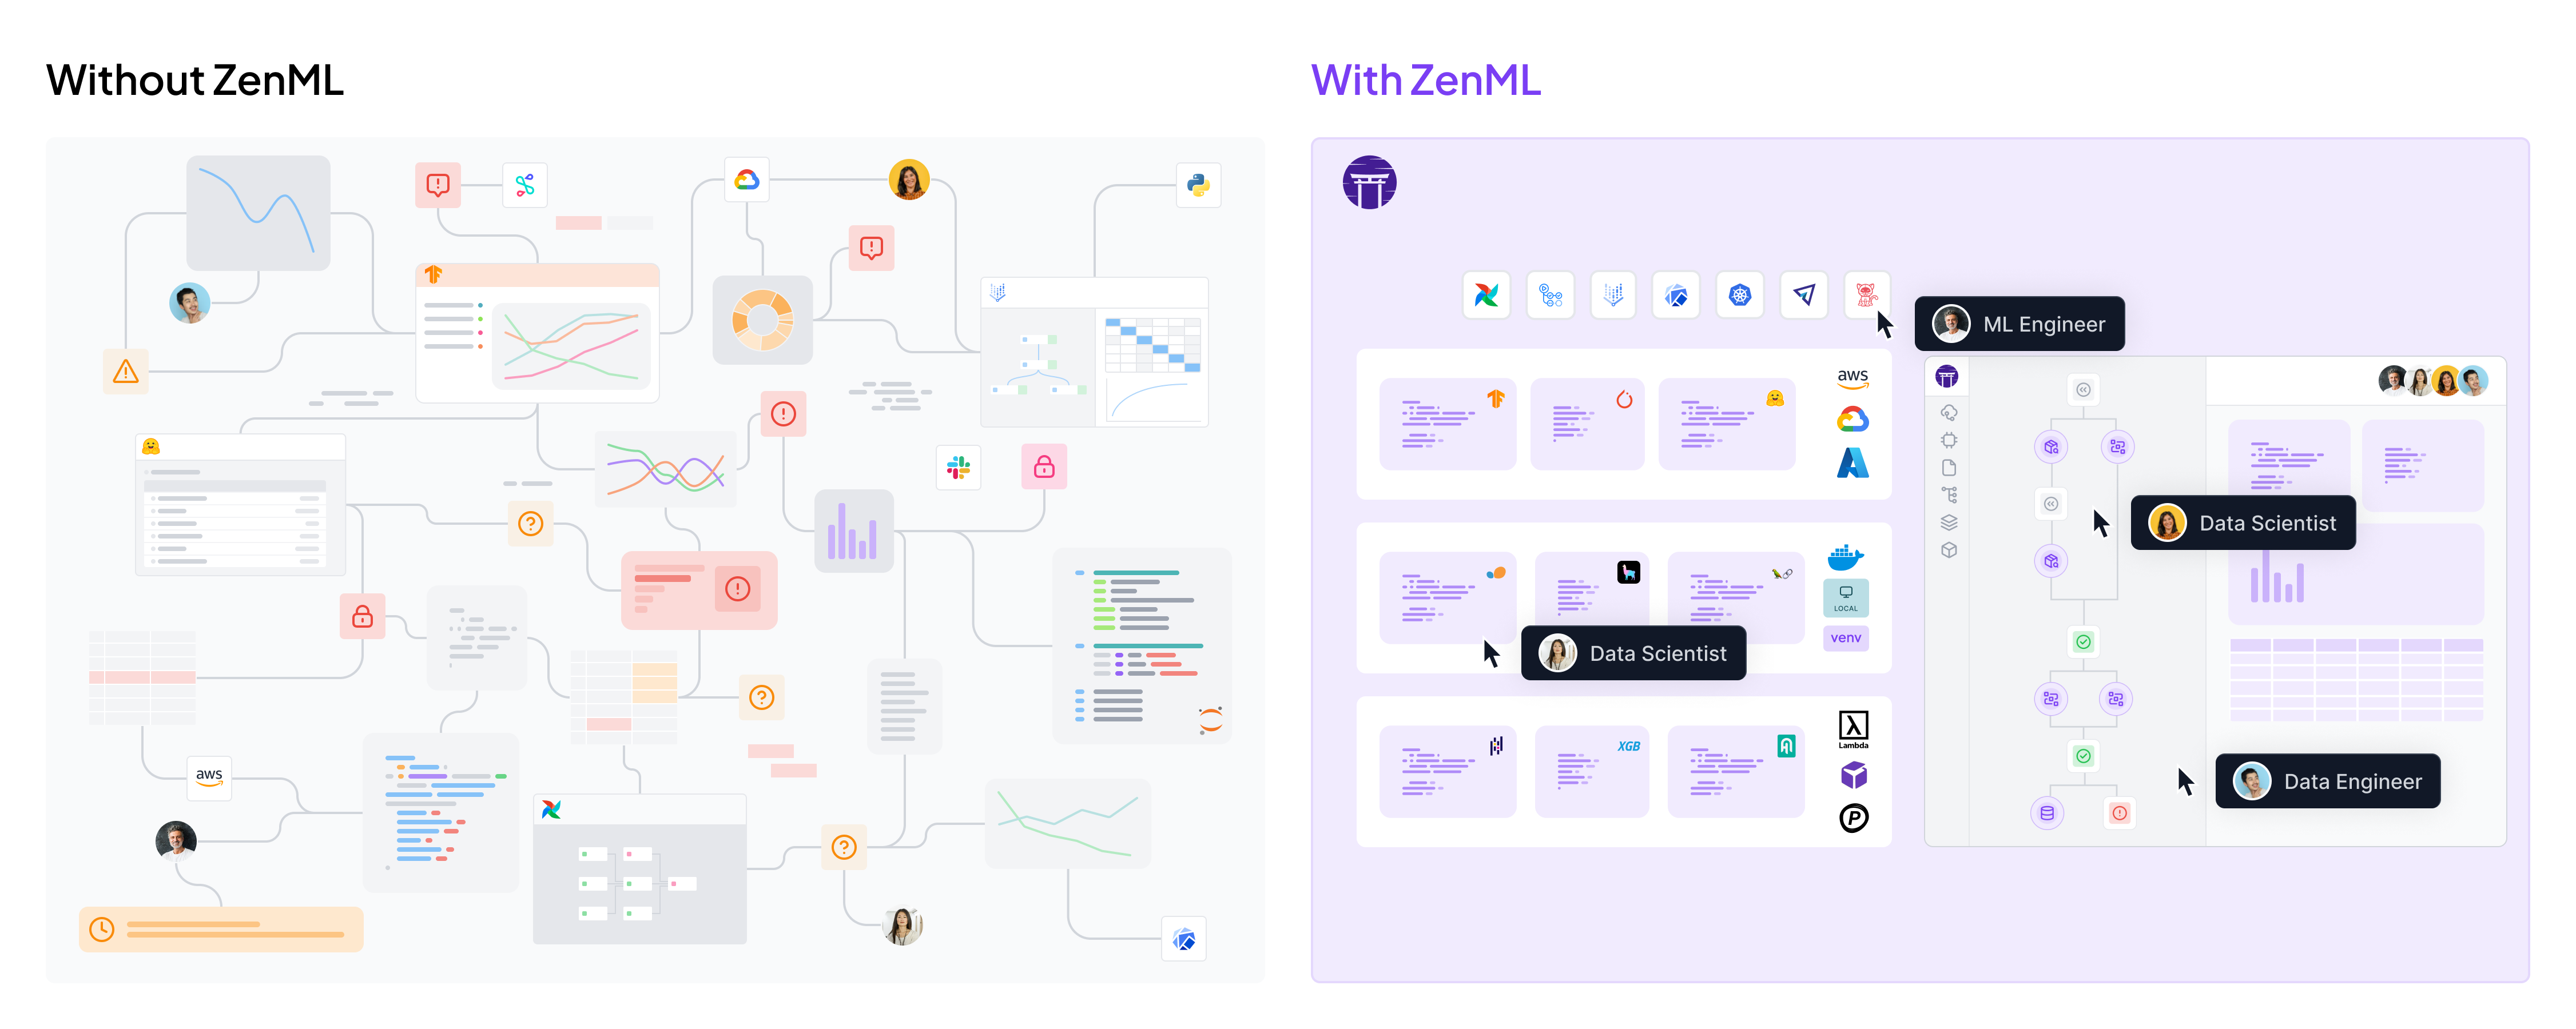 Without ZenML
With ZenML
ML Engineer
aws
Data Scientist
LOCAL
venv
Data Scientist
XGB
Lambda
Data Engineer
aws